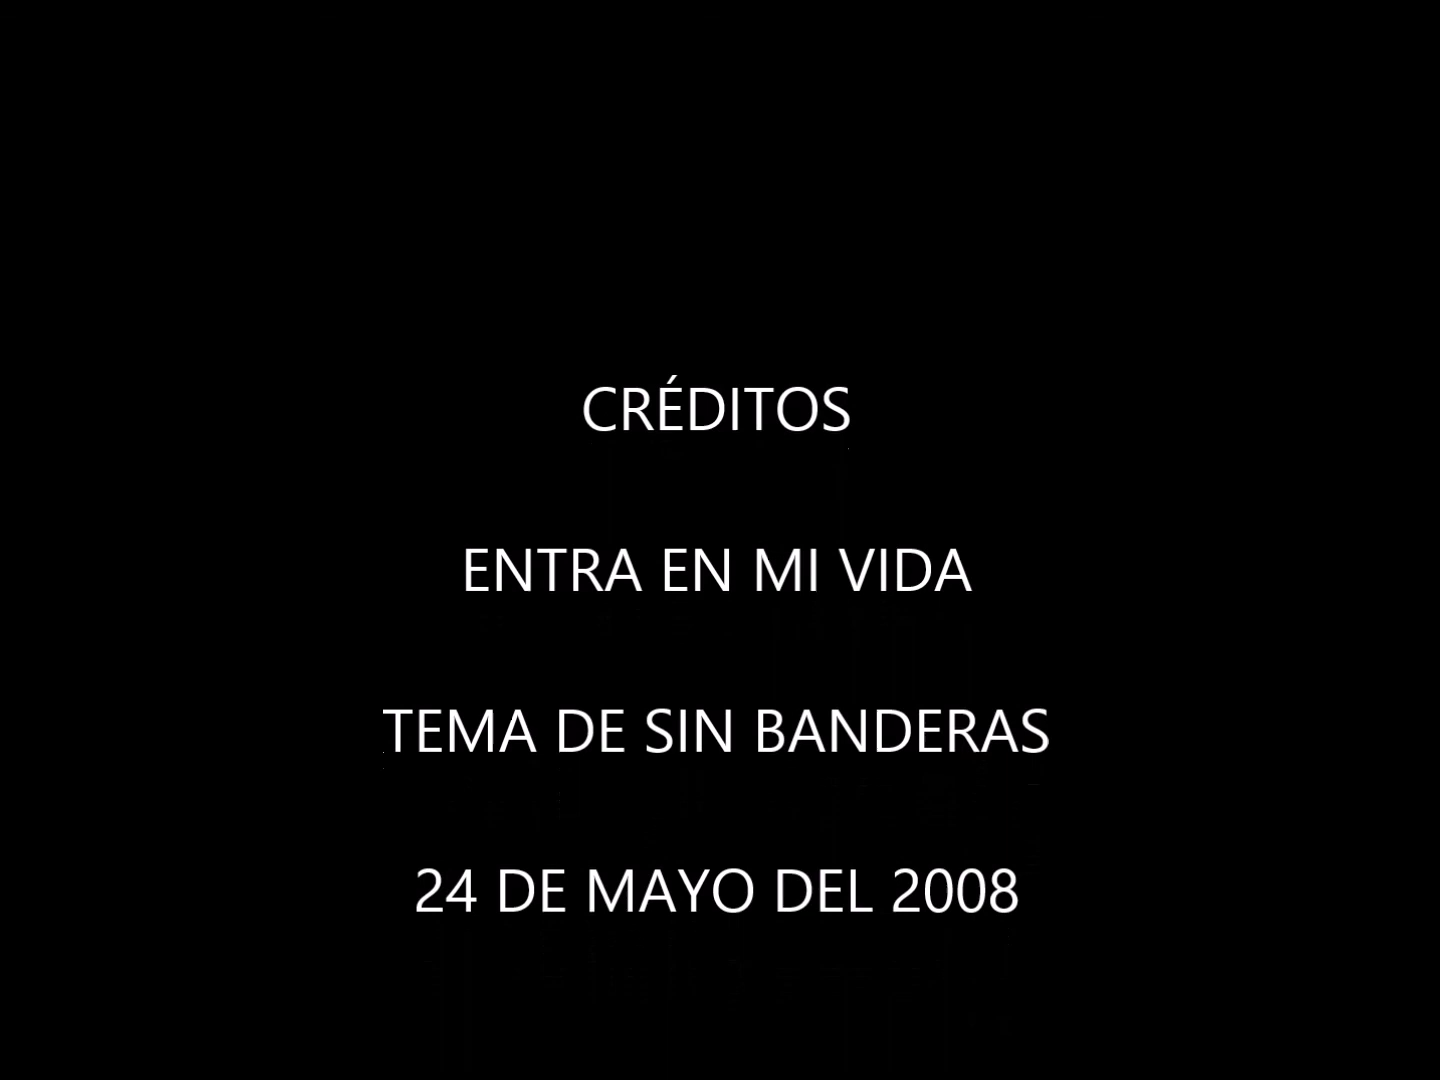 CRÉDITOS
ENTRA EN MI VIDA
TEMA DE SIN BANDERAS
24 DE MAYO DEL 2008